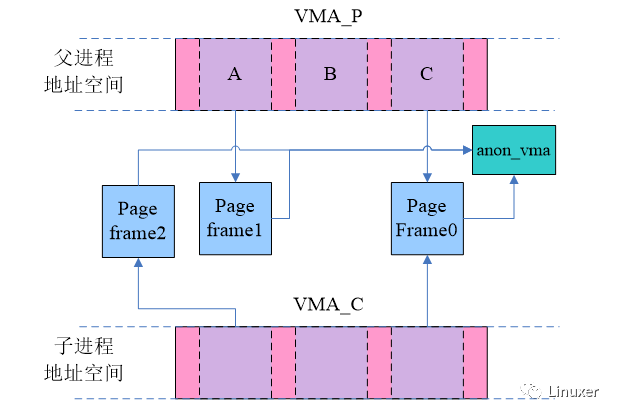 VMA_P
父进程
地址空间
A
B
C
anon_vma
Page
frame2
Page
frame1
Page
Frame0
VMA_C
子进程
地址空间
Linuxer